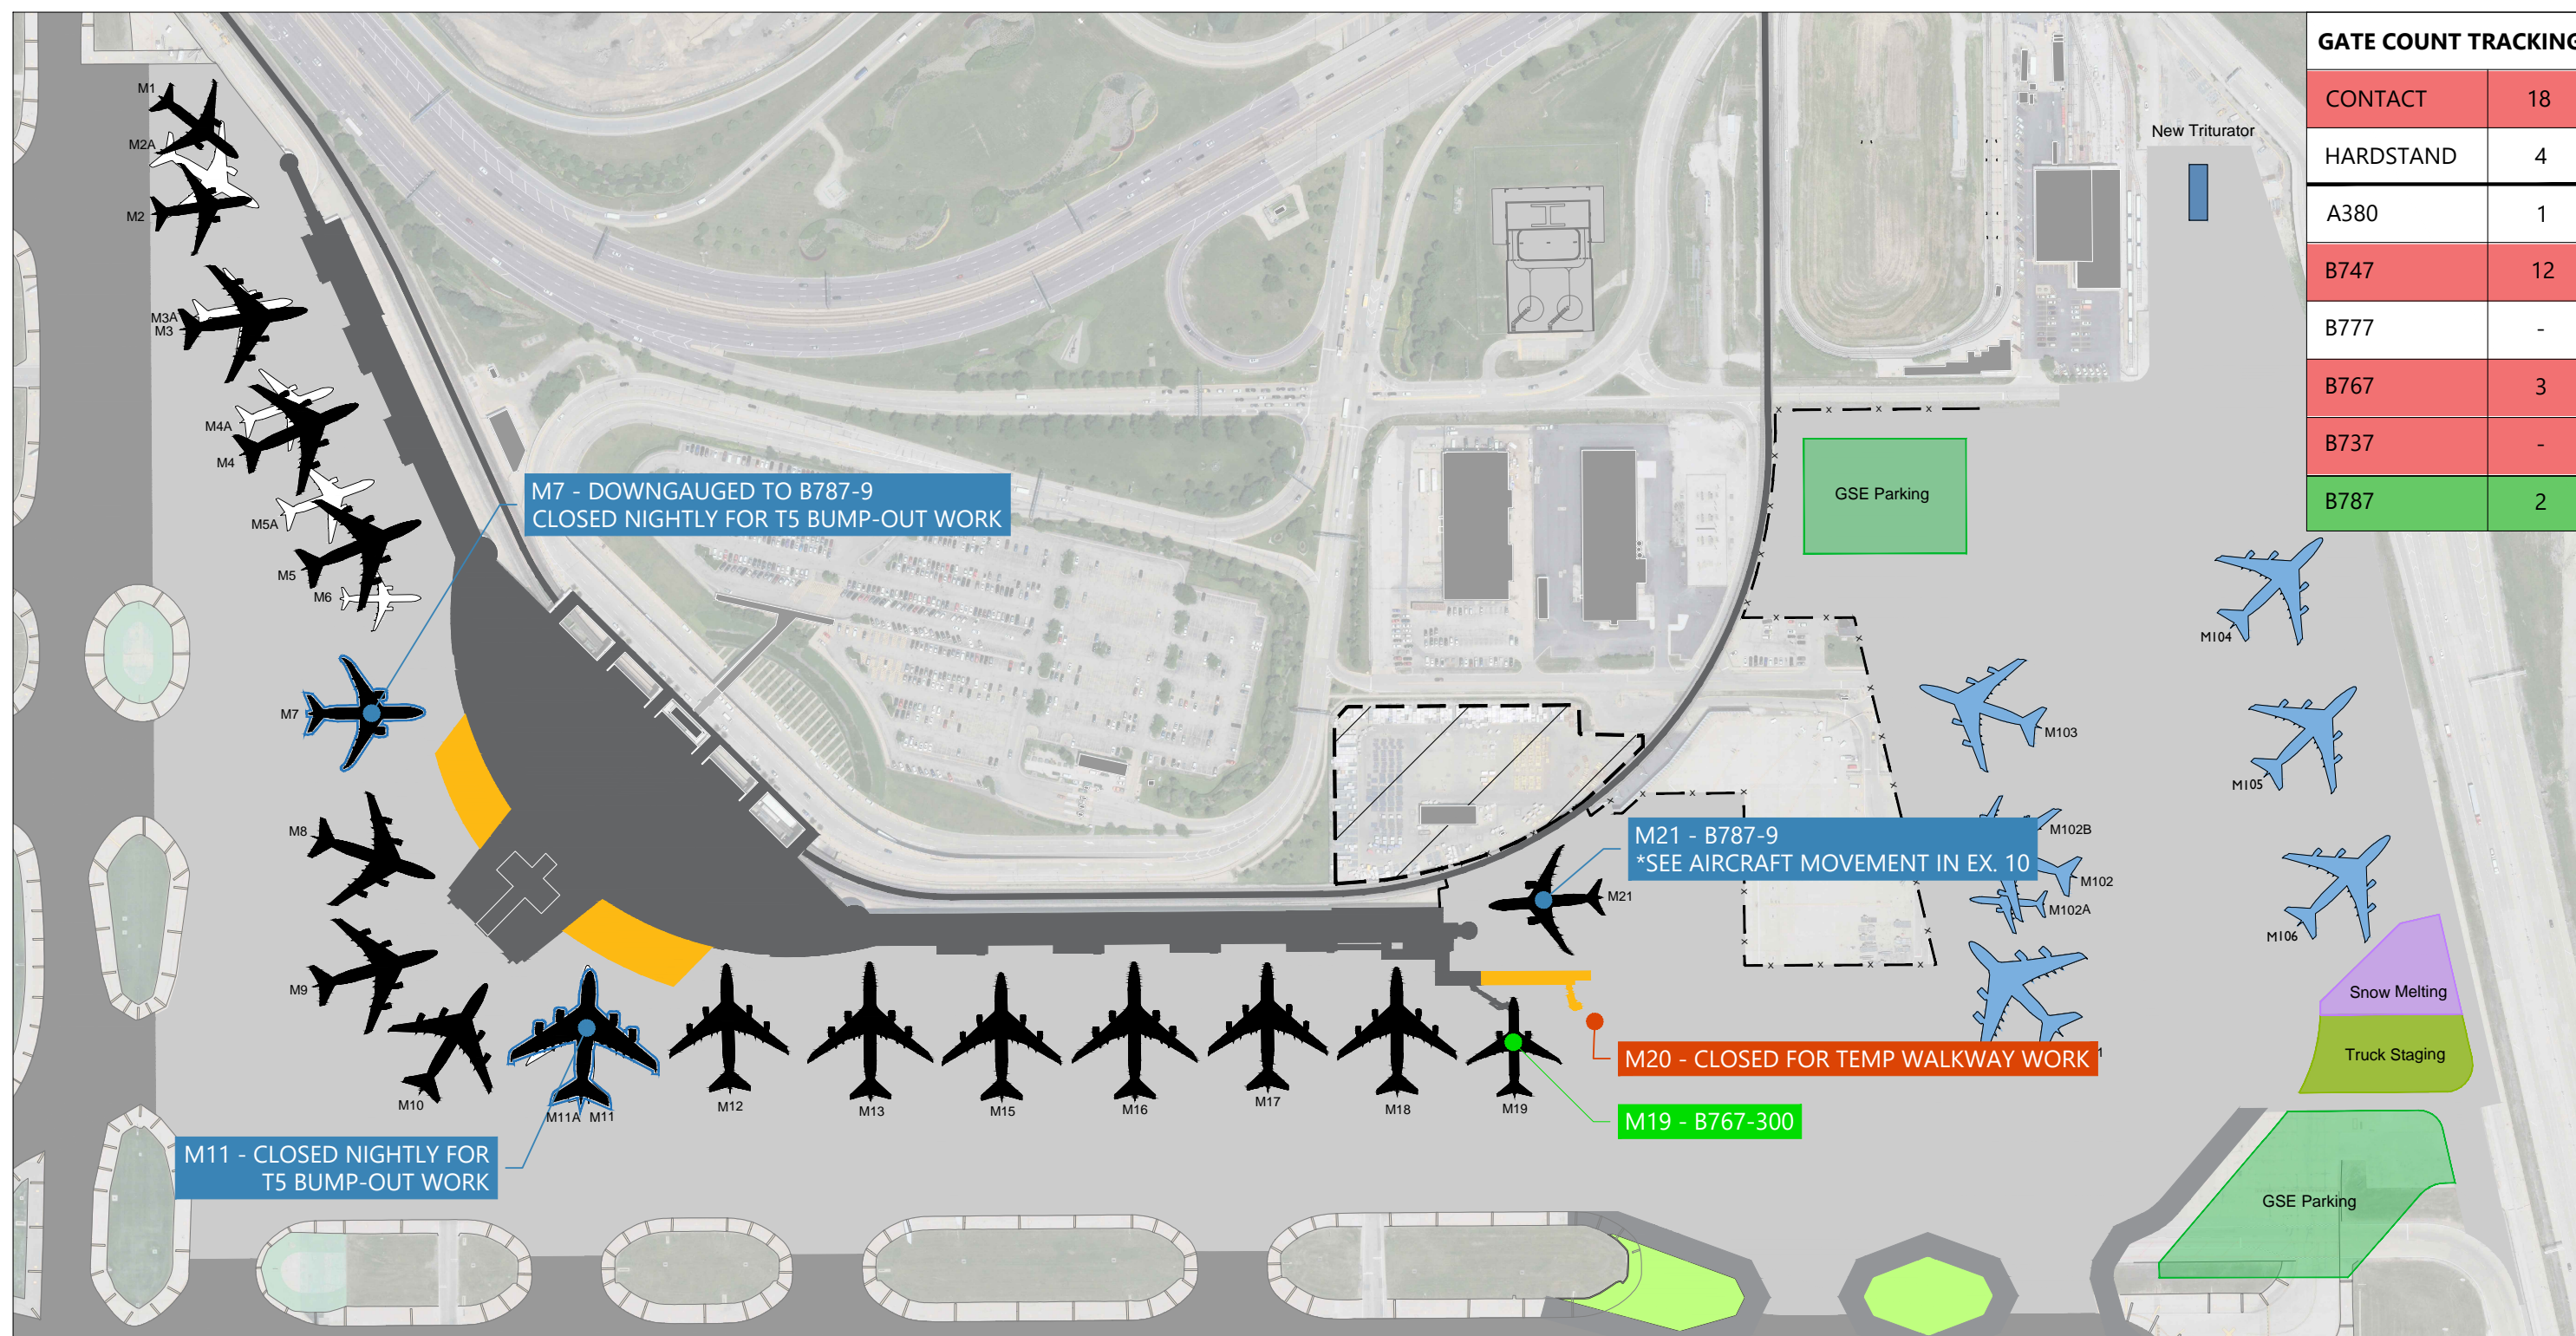 GATE COUNT TRACKING
CONTACT 18
HARDSTAND 4
A380 1
B747 12
B777 -
B767 3
B737 -
B787 2
New Triturator
M1
M2A
M2
M3A
M3
M4A
M4
M5A
M5
M6
M7 - DOWNGAUGED TO B787-9
CLOSED NIGHTLY FOR T5 BUMP-OUT WORK
GSE Parking
M104
M7
M103
M105
M8
M21 - B787-9
*SEE AIRCRAFT MOVEMENT IN EX. 10
M102B
M102
M21
M102A
M106
M9
Snow Melting
Truck Staging
M20 - CLOSED FOR TEMP WALKWAY WORK
1
M10
M11A M11
M12
M13
M15
M16
M17
M18
M19
M19 - B767-300
M11 - CLOSED NIGHTLY FOR
T5 BUMP-OUT WORK
GSE Parking